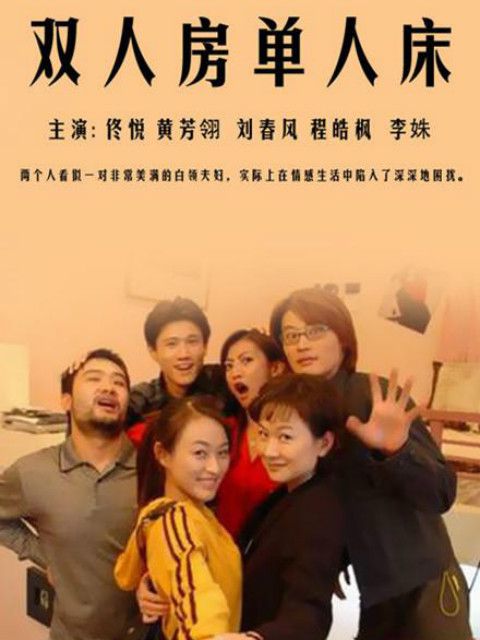 双人房单人床
主演: 佟悦 黄芳翎 刘春风 程皓枫 李姝
两个人看似一对非常美满的白领夫妇，实际上在情感生活中陷入了深深地困扰。